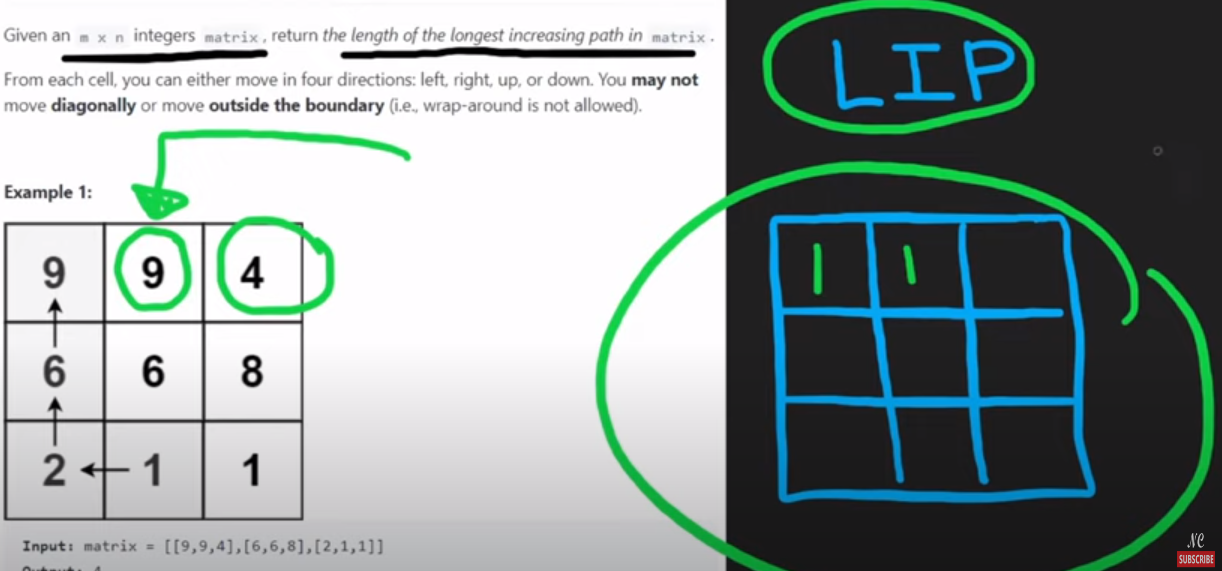 Given an m x n integers matrix, return the length of the longest increasing path in matrix.
From each cell, you can either move in four directions: left, right, up, or down. You may not
move diagonally or move outside the boundary (i.e., wrap-around is not allowed).
Example 1:
9 9 4
6 6 8
2 1 1
Input: matrix = [[9,9,4],[6,6,8],[2,1,1]]
LIP
1 1
NC
SUBSCRIBE